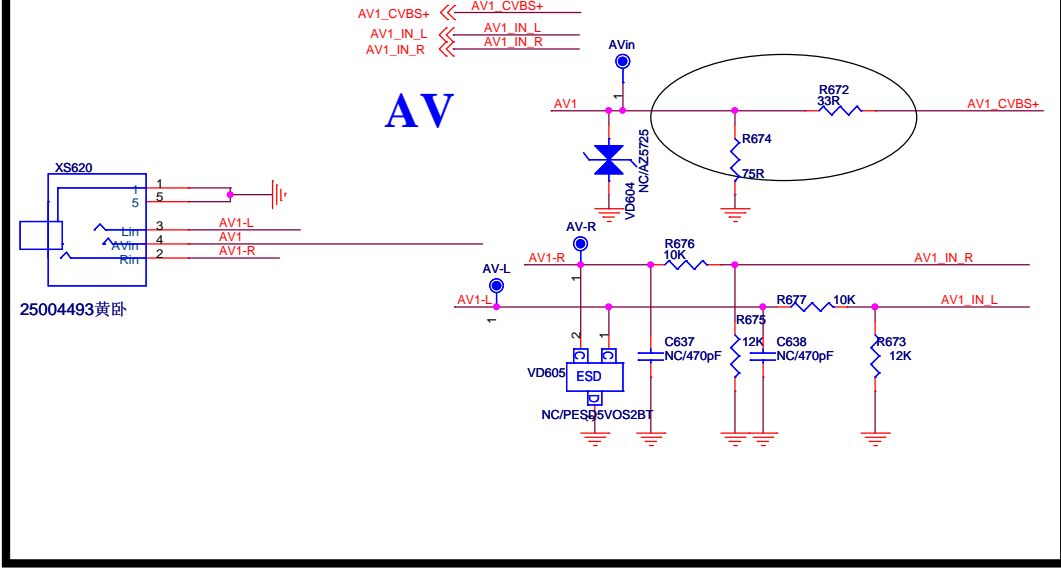 AV1_CVBS+ AV1_CVBS+
AV1_IN_L AV1_IN_L
AV1_IN_R AV1_IN_R
AV
AVin
1
AV1
R672
33R
AV1_CVBS+
R674
75R
VD604
NC/AZ5725
XS620
1 1
5 5
Lin 3 AV1-L
AVin 4 AV1
Rin 2 AV1-R
25004493黄卧
AV-R
1
AV1-R
R676
10K
AV1_IN_R
AV-L
1
AV1-L
R677 10K
AV1_IN_L
R675
12K
C637
NC/470pF
C638
NC/470pF
R673
12K
2 1
C C
VD605
ESD
D
NC/PESD5VOS2BT